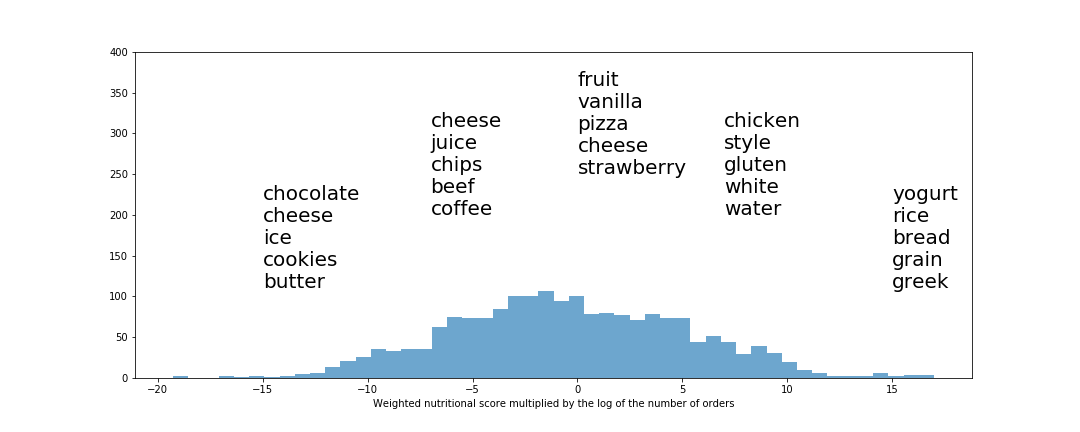 400
350
300
250
200
150
100
50
0
fruit
vanilla
pizza
cheese
strawberry
cheese
juice
chips
beef
coffee
chicken
style
gluten
white
water
chocolate
cheese
ice
cookies
butter
yogurt
rice
bread
grain
greek
−20 −15 −10 −5 0 5 10 15
Weighted nutritional score multiplied by the log of the number of orders